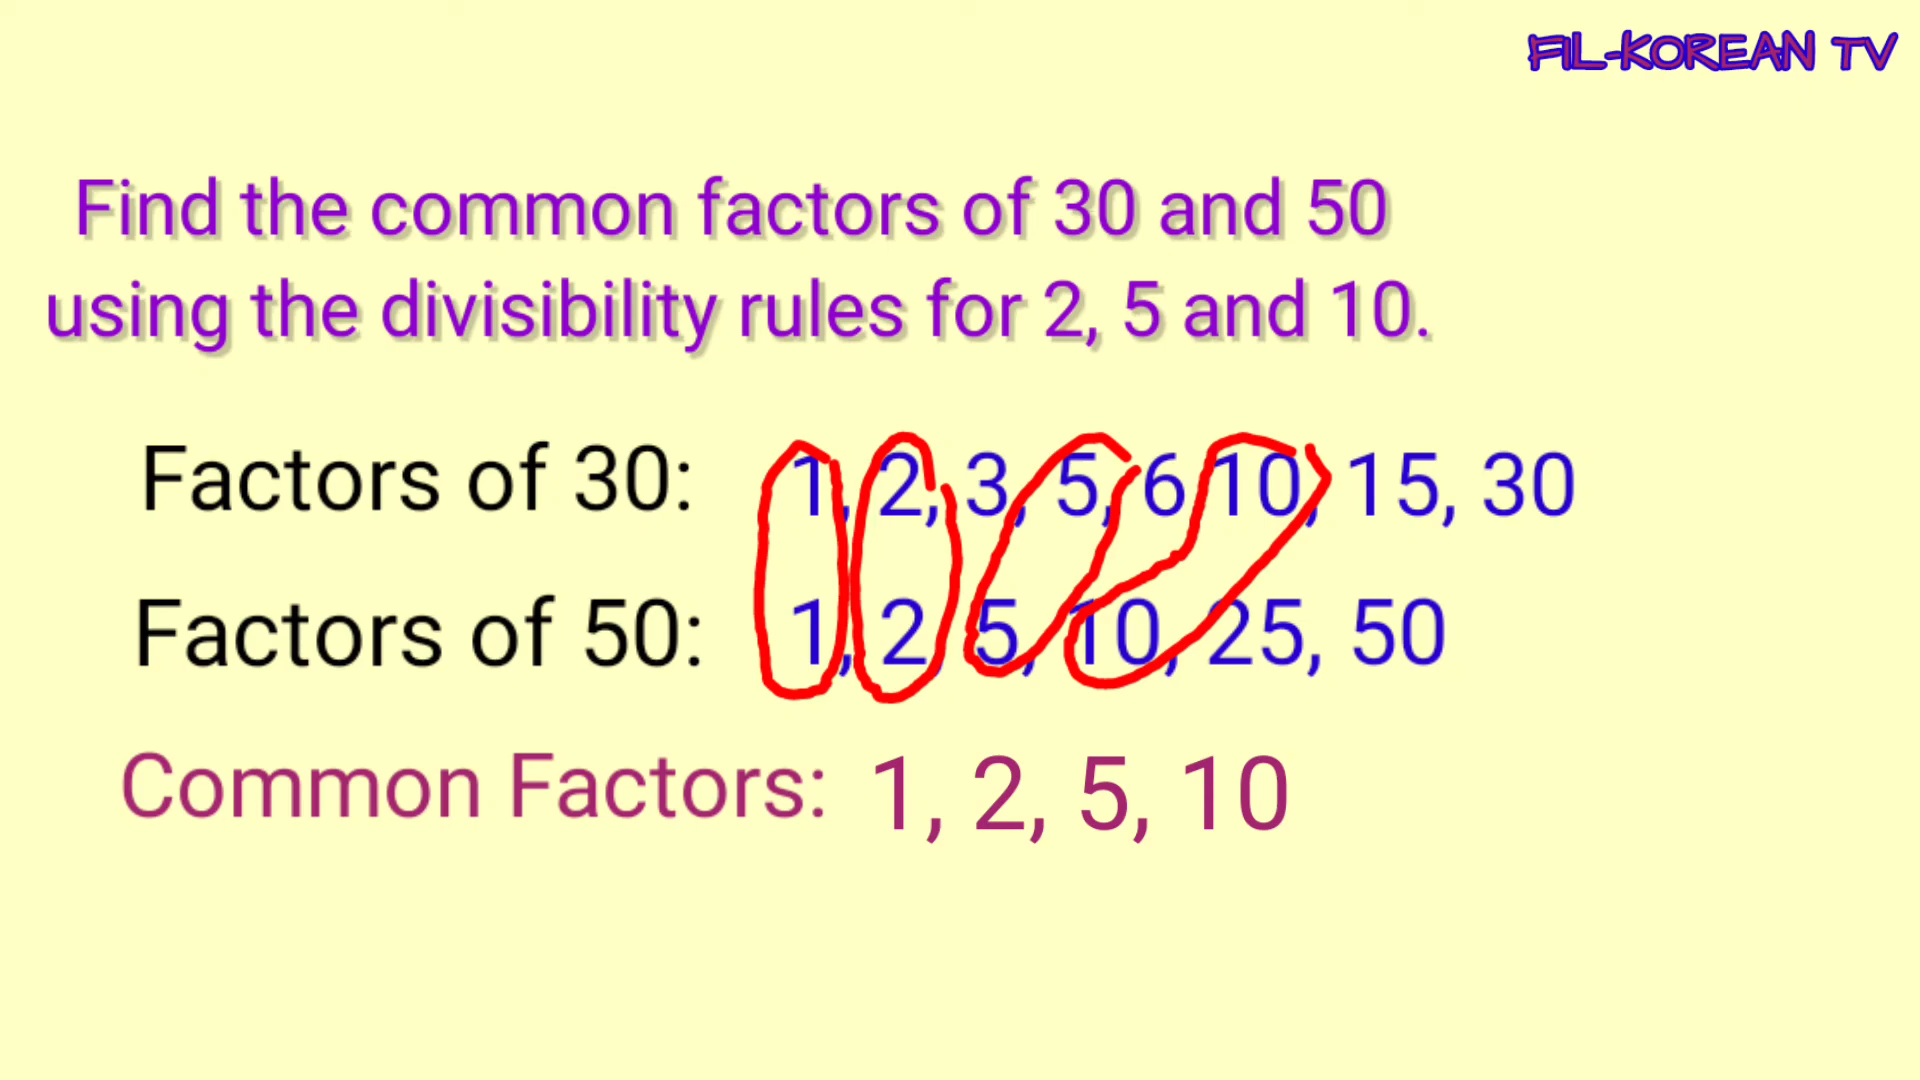 FIL-KOREAN TV
Find the common factors of 30 and 50
using the divisibility rules for 2, 5 and 10.
Factors of 30: 1, 2, 3, 5, 6 10, 15, 30
Factors of 50: 1, 2, 5, 10, 25, 50
Common Factors: 1, 2, 5, 10